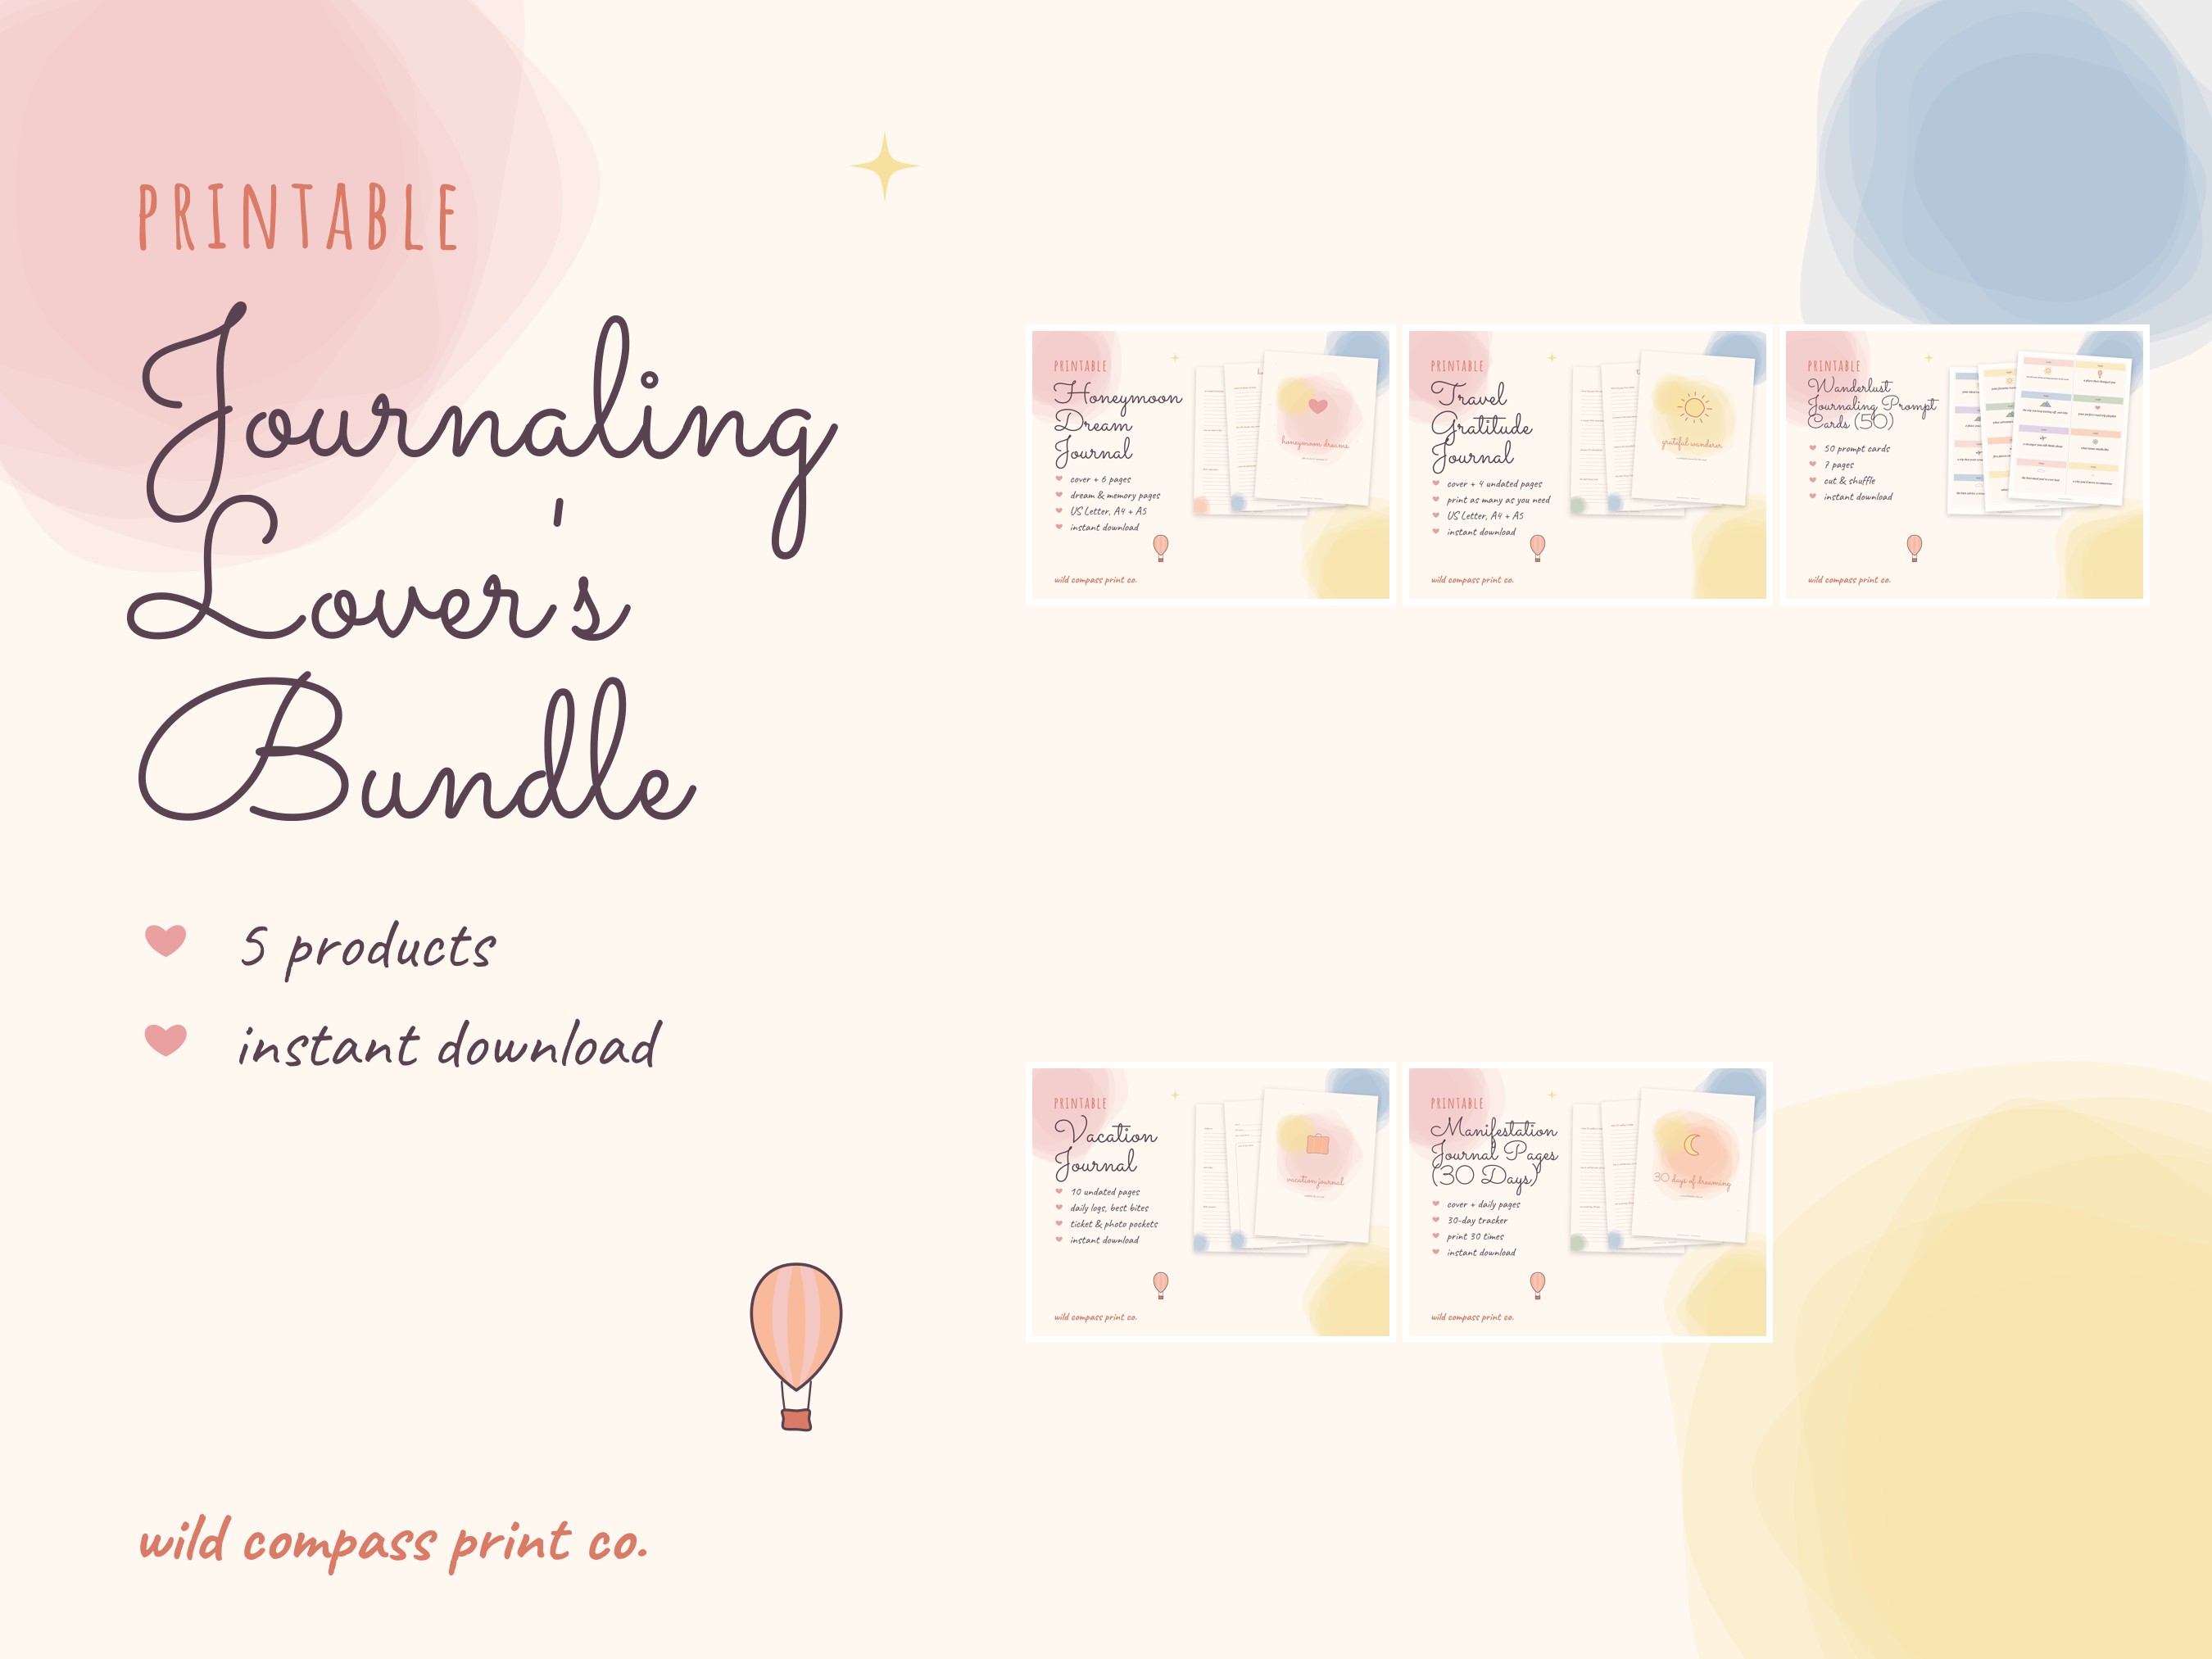 PRINTABLE
Journaling
Lover's
Bundle
5 products
instant download
wild compass print co.
PRINTABLE
Honeymoon
Dream
Journal
cover + 6 pages
dream & memory pages
US Letter, A4 + A5
instant download
wild compass print co.
honeymoon dreams
PRINTABLE
Travel
Gratitude
Journal
cover + 4 undated pages
print as many as you need
US Letter, A4 + A5
instant download
wild compass print co.
grateful wanderer
PRINTABLE
Wanderlust
Journaling Prompt
Cards (50)
50 prompt cards
7 pages
cut & shuffle
instant download
wild compass print co.
PRINTABLE
Vacation
Journal
10 undated pages
daily logs, best bites
ticket & photo pockets
instant download
wild compass print co.
vacation journal
PRINTABLE
Manifestation
Journal Pages
(30 Days)
cover + daily pages
30-day tracker
print 30 times
instant download
wild compass print co.
30 days of dreaming